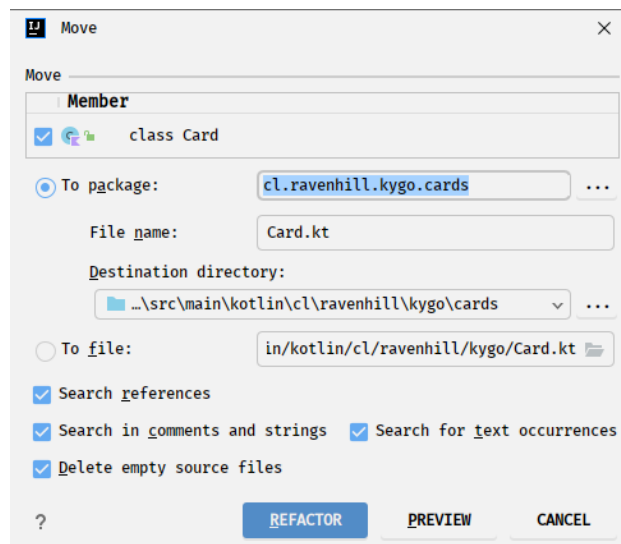 IJ Move
Move
Member
class Card
To package: cl.ravenhill.kygo.cards ...
File name: Card.kt
Destination directory:
…\src\main\kotlin\cl\ravenhill\kygo\cards ...
To file: in/kotlin/cl/ravenhill/kygo/Card.kt
Search references
Search in comments and strings Search for text occurrences
Delete empty source files
? REFACTOR PREVIEW CANCEL